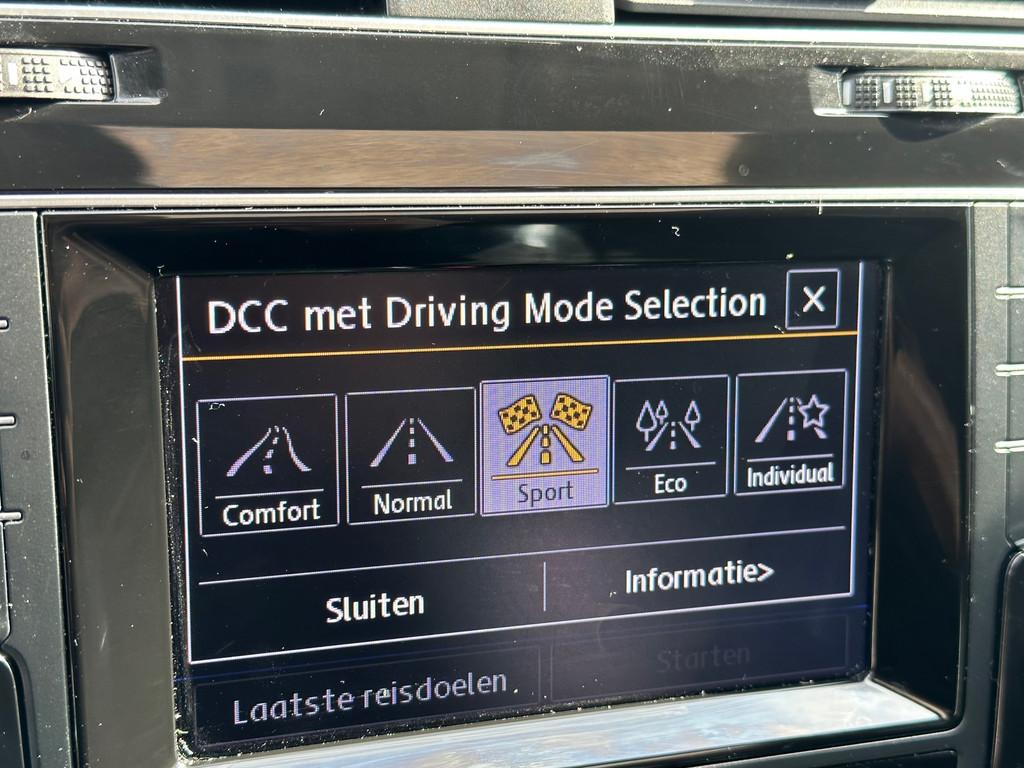 DCC met Driving Mode Selection X
Comfort Normal Sport Eco Individual
Sluiten Informatie>
Laatste reisdoelen Starten